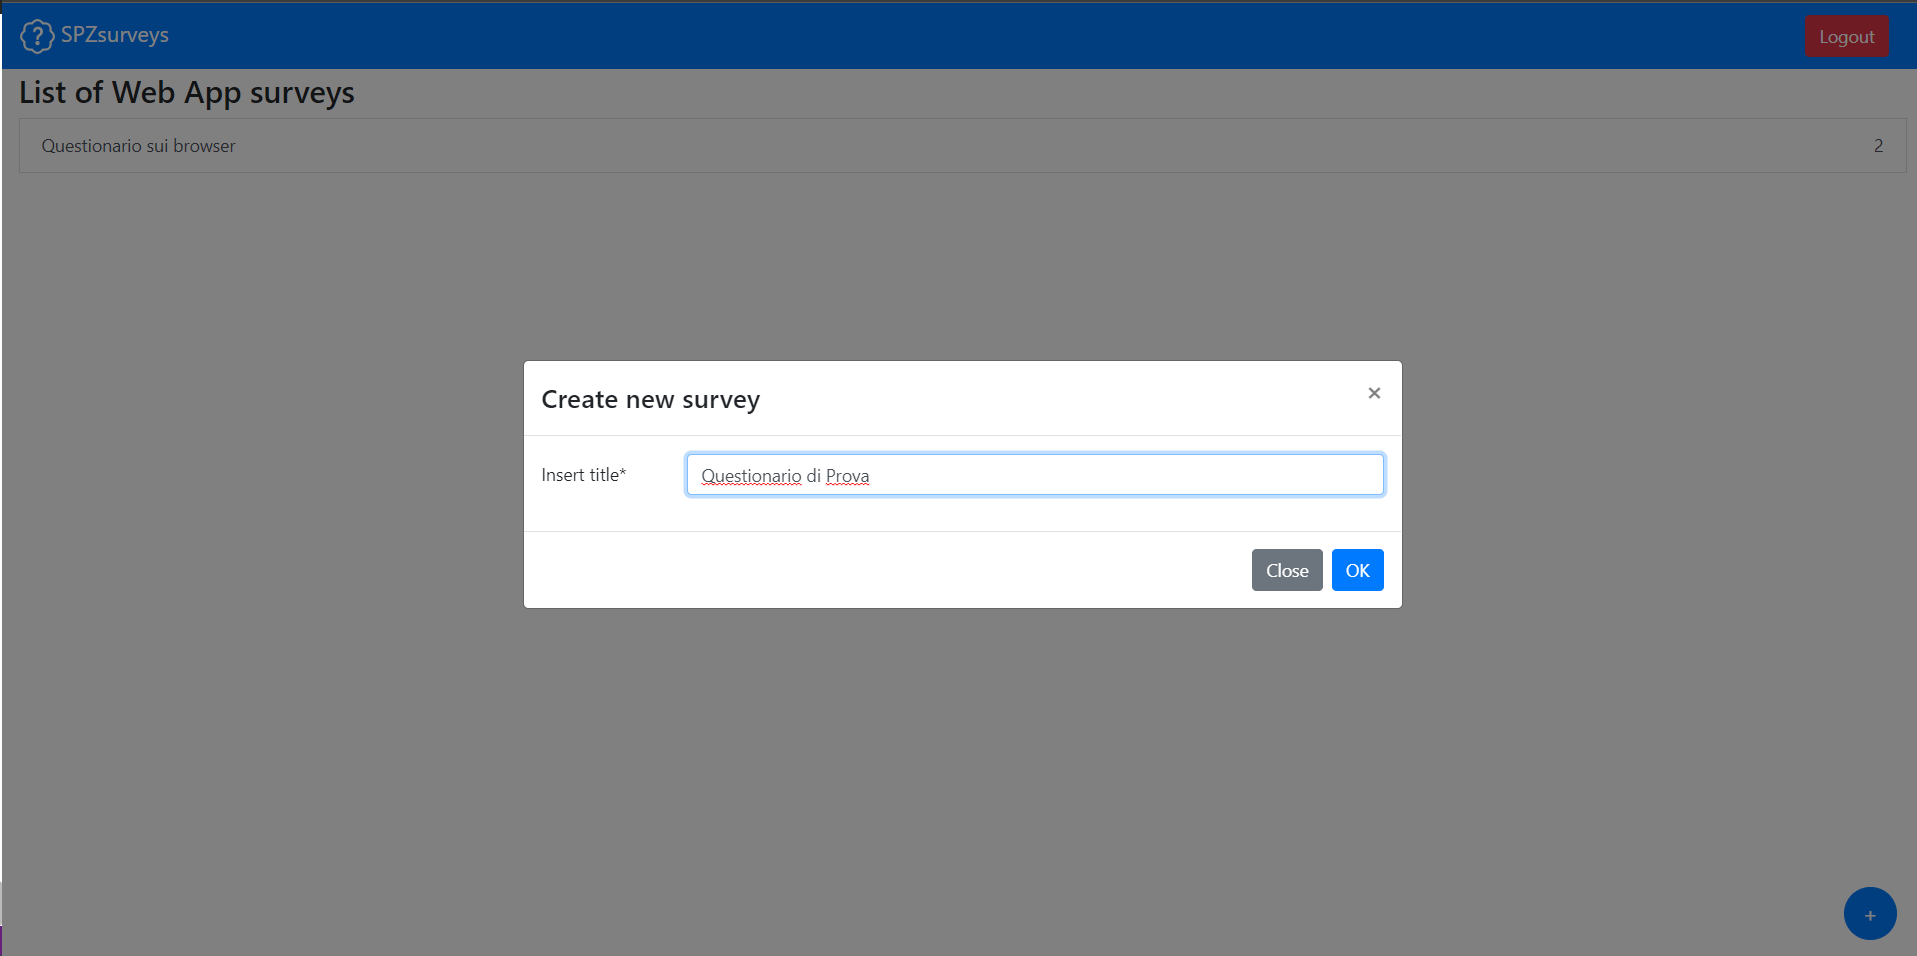 SPZsurveys
Logout
List of Web App surveys
Questionario sui browser 2
Create new survey
×
Insert title* Questionario di Prova
Close OK
+